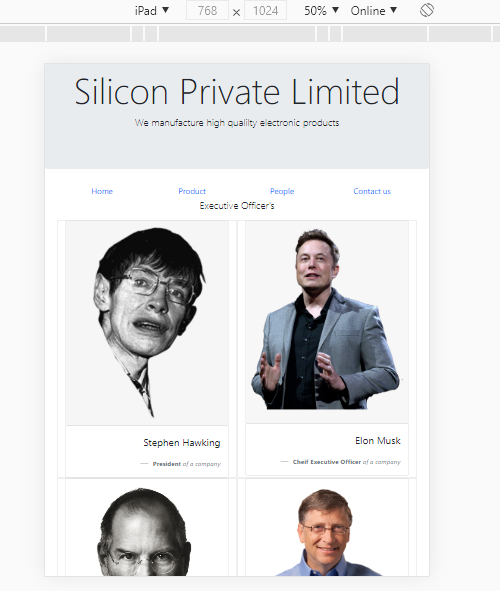 iPad ▼ 768 × 1024 50% ▼ Online ▼
Silicon Private Limited
We manufacture high qualilty electronic products
Home Product People Contact us
Executive Officer's
Stephen Hawking
— President of a company
Elon Musk
— Cheif Executive Officer of a company